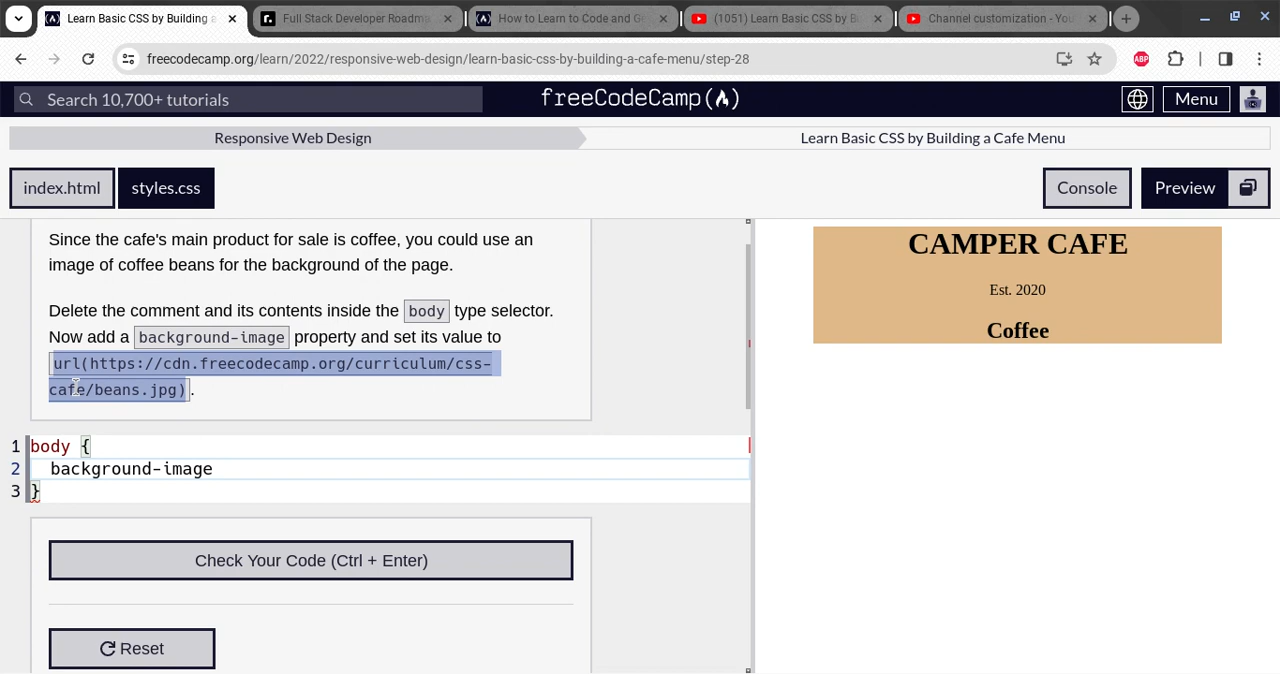 Learn Basic CSS by Building a
Full Stack Developer Roadma
How to Learn to Code and Ge
(1051) Learn Basic CSS by Bu
Channel customization - You
freecodecamp.org/learn/2022/responsive-web-design/learn-basic-css-by-building-a-cafe-menu/step-28
ABP
Search 10,700+ tutorials
freeCodeCamp
Menu
Responsive Web Design
Learn Basic CSS by Building a Cafe Menu
index.html
styles.css
Console
Preview
Since the cafe's main product for sale is coffee, you could use an
image of coffee beans for the background of the page.
Delete the comment and its contents inside the body type selector.
Now add a background-image property and set its value to
url(https://cdn.freecodecamp.org/curriculum/css-
cafe/beans.jpg).
1 body {
2 background-image
3 }
Check Your Code (Ctrl + Enter)
Reset
CAMPER CAFE
Est. 2020
Coffee